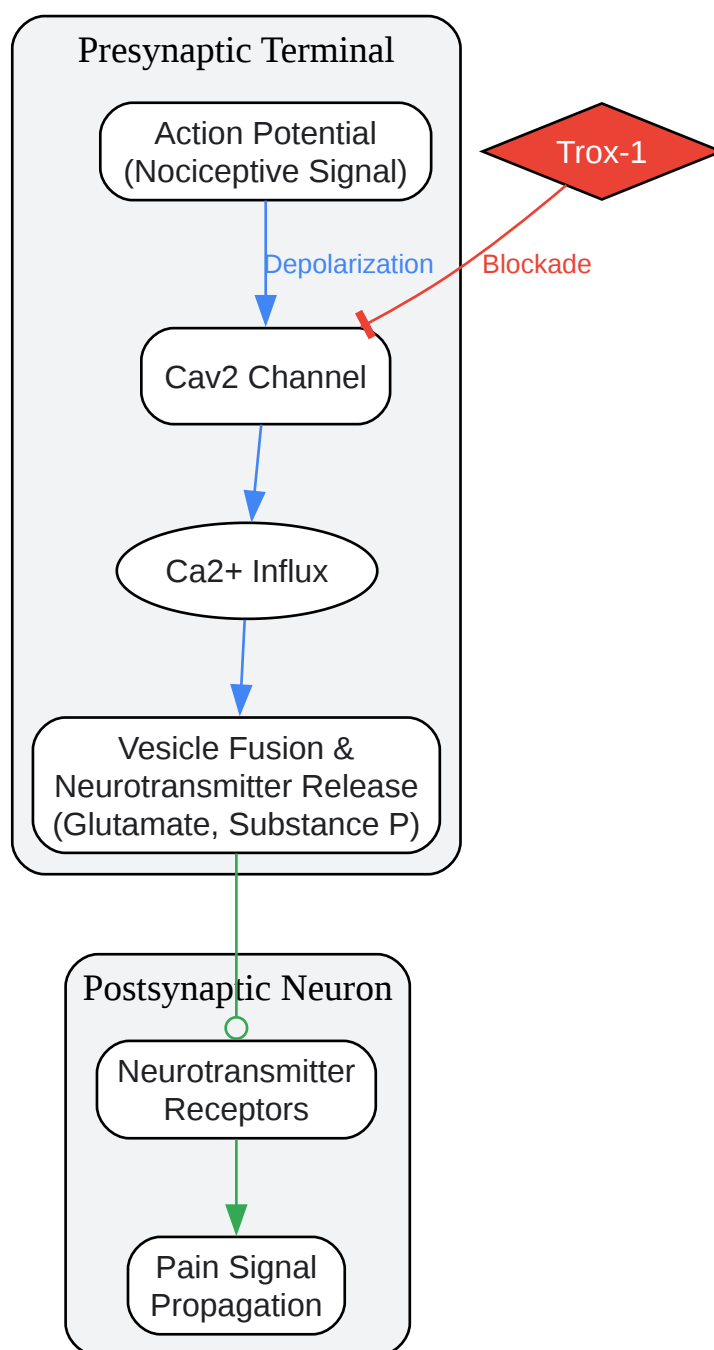 Presynaptic Terminal
Action Potential
(Nociceptive Signal)
Trox-1
Depolarization
Blockade
Cav2 Channel
Ca2+ Influx
Vesicle Fusion &
Neurotransmitter Release
(Glutamate, Substance P)
Postsynaptic Neuron
Neurotransmitter
Receptors
Pain Signal
Propagation